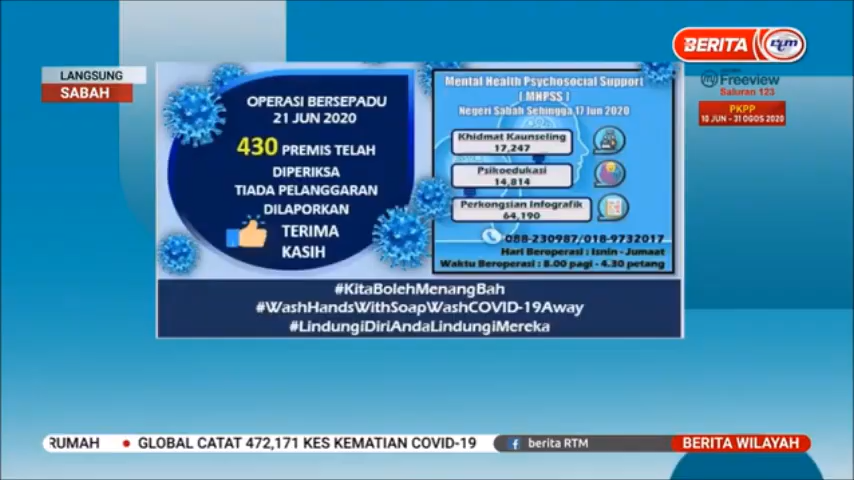 BERITA rtm
LANGSUNG
SABAH
my Freeview
Saluran 123
PKPP
10 JUN - 31 OGOS 2020
OPERASI BERSEPADU
21 JUN 2020
430 PREMIS TELAH
DIPERIKSA
TIADA PELANGGARAN
DILAPORKAN
TERIMA
KASIH
Mental Health Psychosocial Support
( MHPSS )
Negeri Sabah Sehingga 17 Jun 2020
Khidmat Kaunseling
17,247
Psikoedukasi
14,814
Perkongsian Infografik
64,190
088-230987/018-9732017
Hari Beroperasi : Isnin - Jumaat
Waktu Beroperasi : 8.00 pagi - 4.30 petang
#KitaBolehMenangBah
#WashHandsWithSoapWashCOVID-19Away
#LindungiDiriAndaLindungiMereka
RUMAH • GLOBAL CATAT 472,171 KES KEMATIAN COVID-19
berita RTM
BERITA WILAYAH